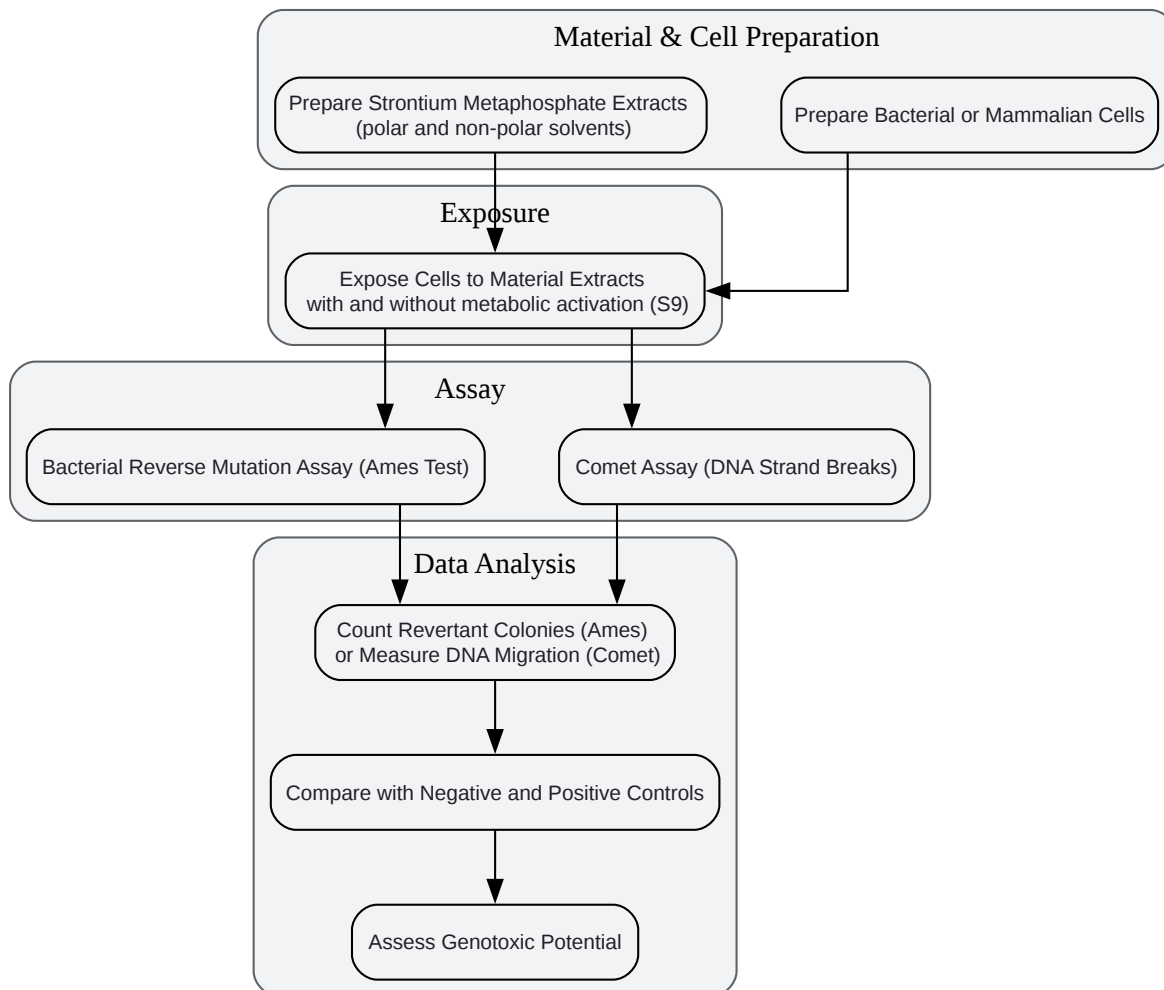 Material & Cell Preparation
Prepare Strontium Metaphosphate Extracts
(polar and non-polar solvents)
Prepare Bacterial or Mammalian Cells
Exposure
Expose Cells to Material Extracts
with and without metabolic activation (S9)
Assay
Bacterial Reverse Mutation Assay (Ames Test)
Comet Assay (DNA Strand Breaks)
Data Analysis
Count Revertant Colonies (Ames)
or Measure DNA Migration (Comet)
Compare with Negative and Positive Controls
Assess Genotoxic Potential